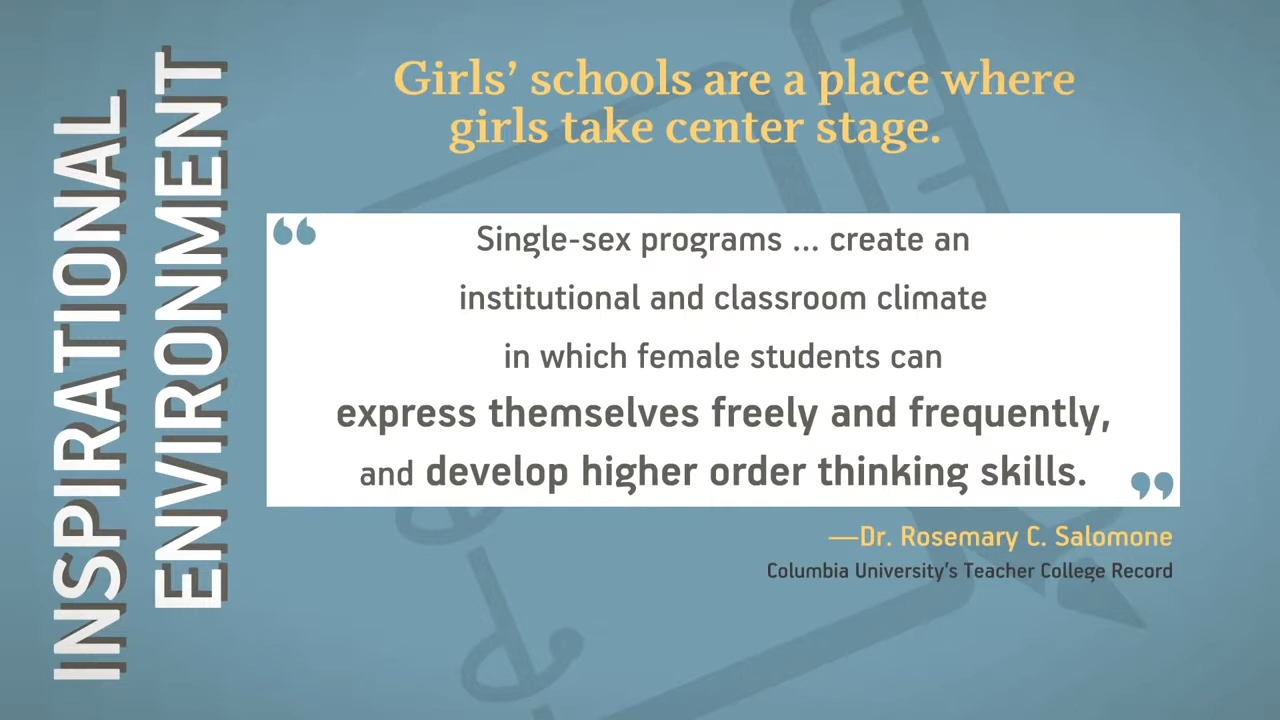 INSPIRATIONAL
ENVIRONMENT
Girls’ schools are a place where
girls take center stage.
“
Single-sex programs ... create an
institutional and classroom climate
in which female students can
express themselves freely and frequently,
and develop higher order thinking skills.
”
—Dr. Rosemary C. Salomone
Columbia University’s Teacher College Record